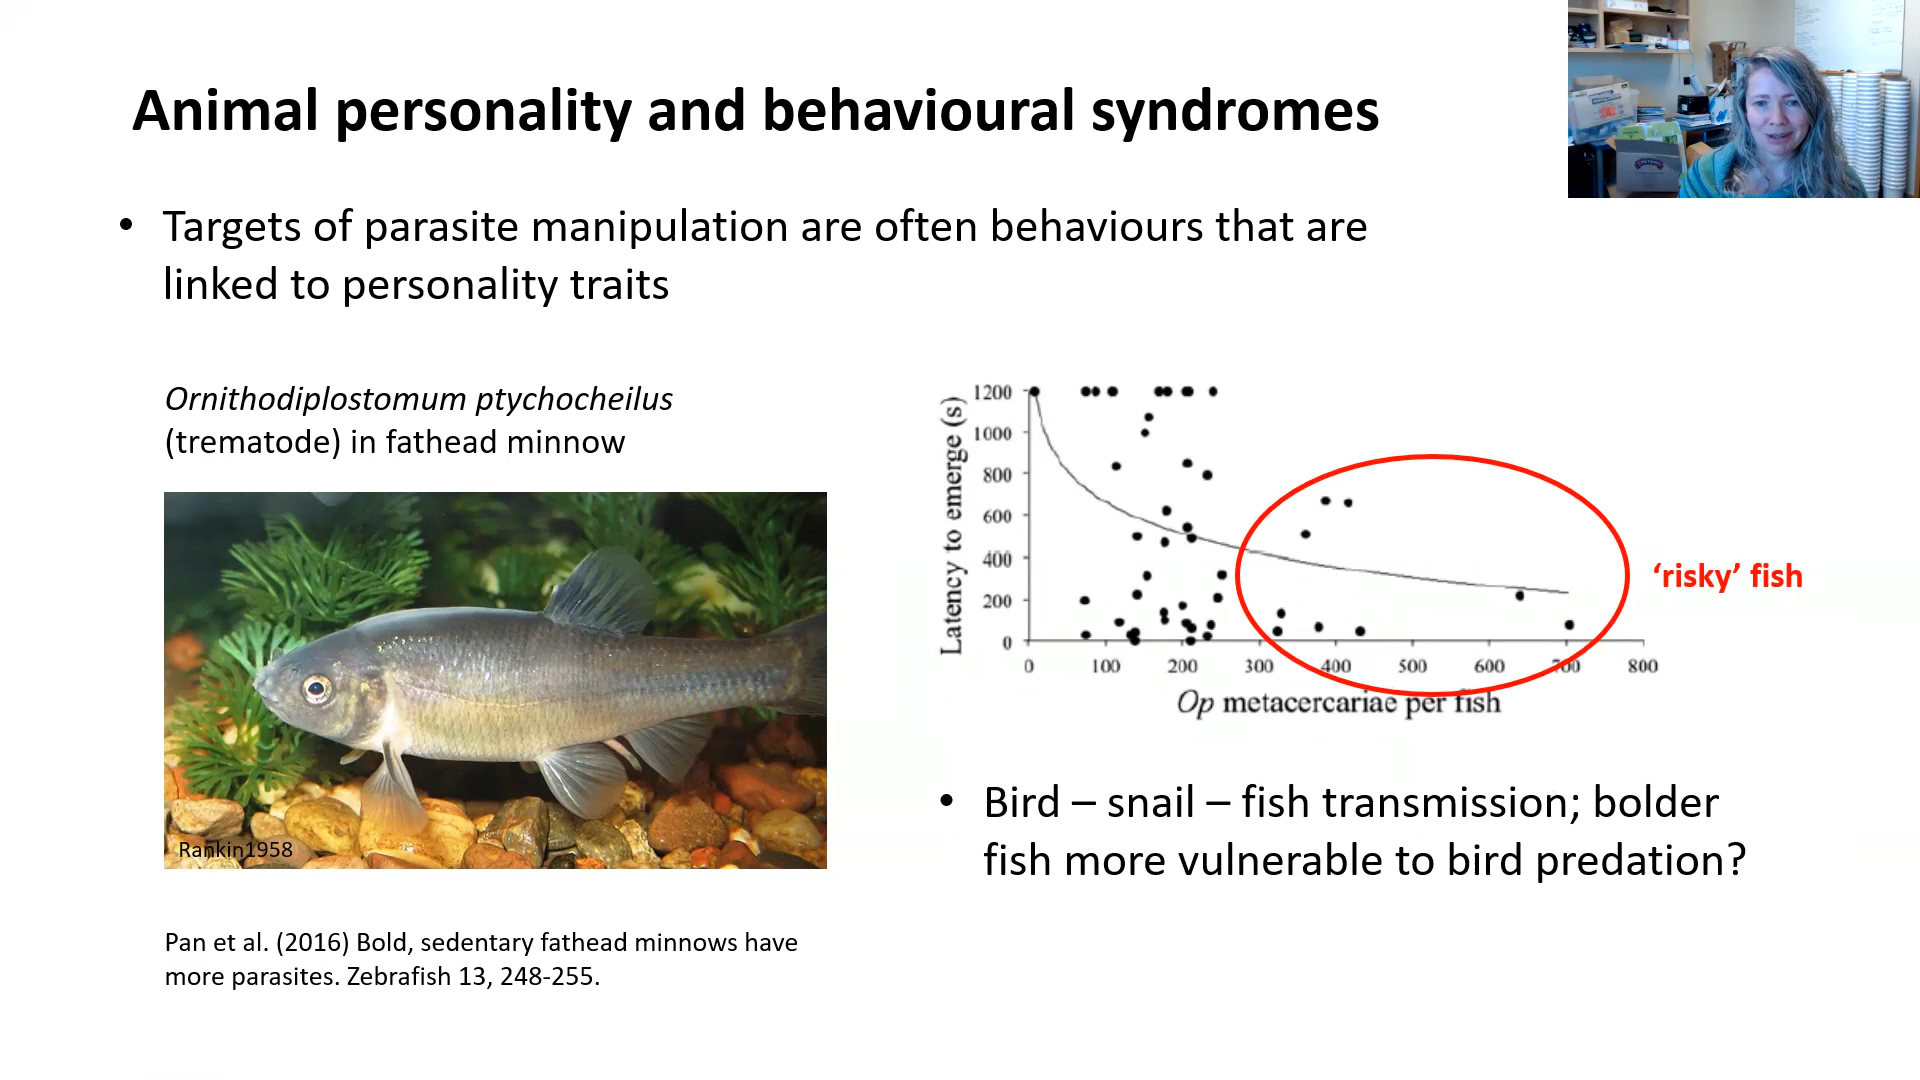 Animal personality and behavioural syndromes
• Targets of parasite manipulation are often behaviours that are
linked to personality traits
Ornithodiplostomum ptychocheilus
(trematode) in fathead minnow
Rankin1958
Pan et al. (2016) Bold, sedentary fathead minnows have
more parasites. Zebrafish 13, 248-255.
Latency to emerge (s)
1200
1000
800
600
400
200
0
0 100 200 300 400 500 600 700 800
Op metacercariae per fish
‘risky’ fish
• Bird – snail – fish transmission; bolder
fish more vulnerable to bird predation?